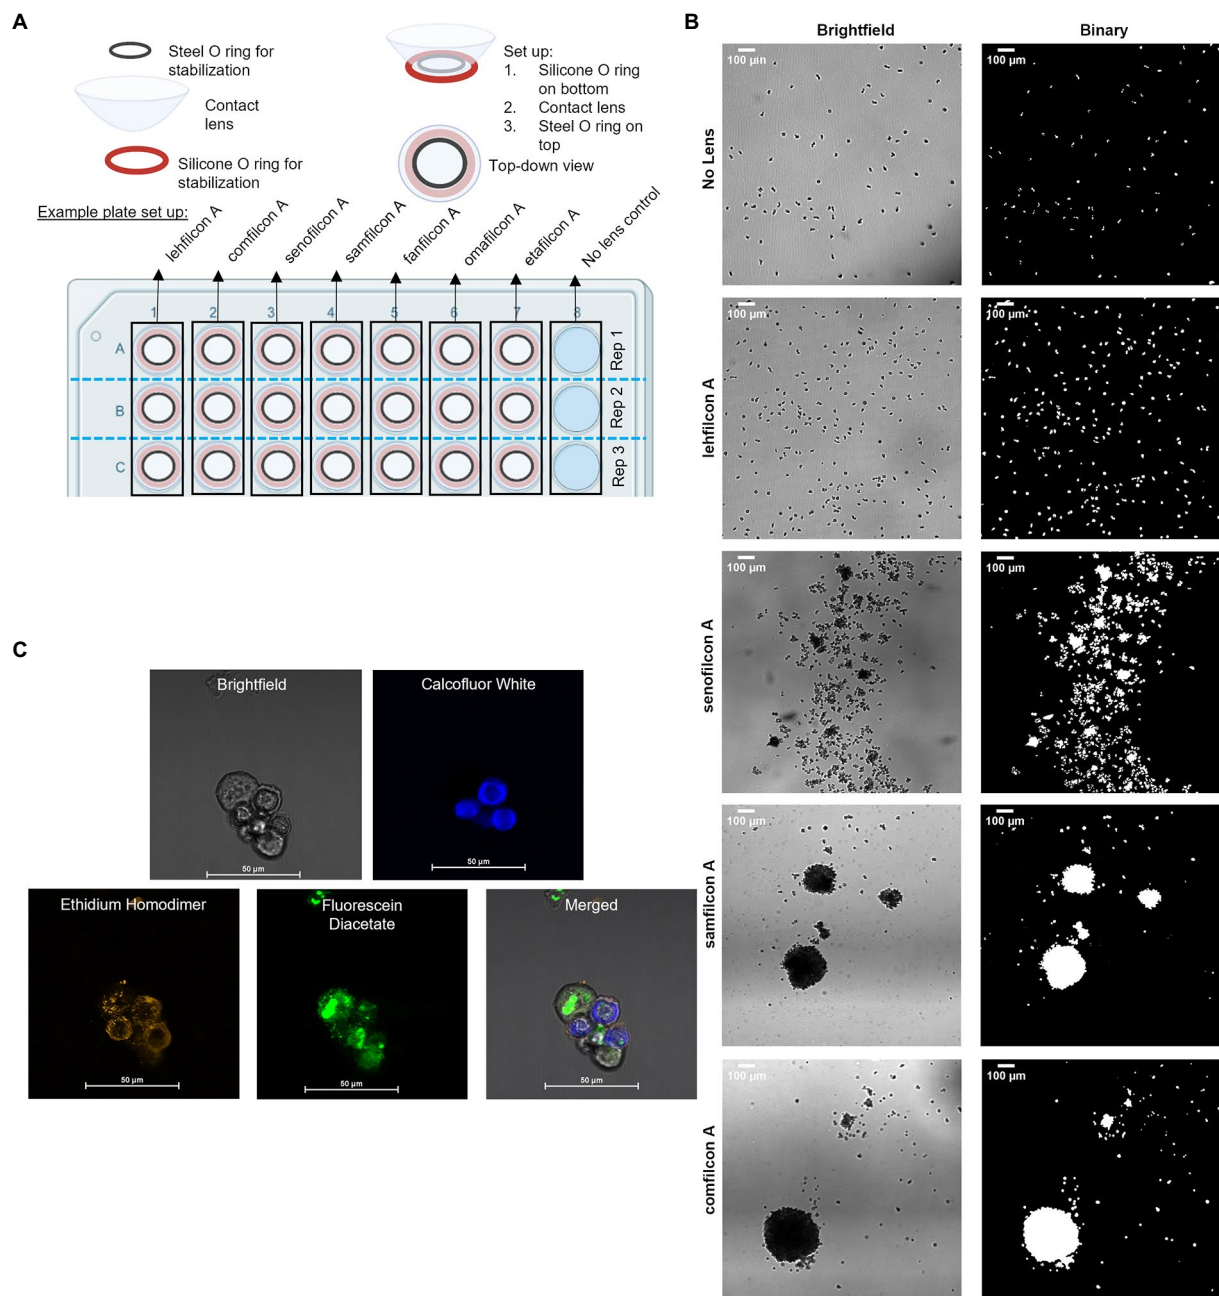 A
Steel O ring for
stabilization
Contact
lens
Silicone O ring for
stabilization
Set up:
1. Silicone O ring
on bottom
2. Contact lens
3. Steel O ring on
top
Top-down view
Example plate set up:
lehfilcon A
comfilcon A
senofilcon A
samfilcon A
fanfilcon A
omafilcon A
etafilcon A
No lens control
1 2 3 4 5 6 7 8
A
Rep 1
B
Rep 2
C
Rep 3
B
Brightfield
Binary
No Lens
100 µm
100 µm
lehfilcon A
100 µm
100 µm
senofilcon A
100 µm
100 µm
samfilcon A
100 µm
100 µm
comfilcon A
100 µm
100 µm
C
Brightfield
50 µm
Calcofluor White
50 µm
Ethidium Homodimer
50 µm
Fluorescein
Diacetate
50 µm
Merged
50 µm